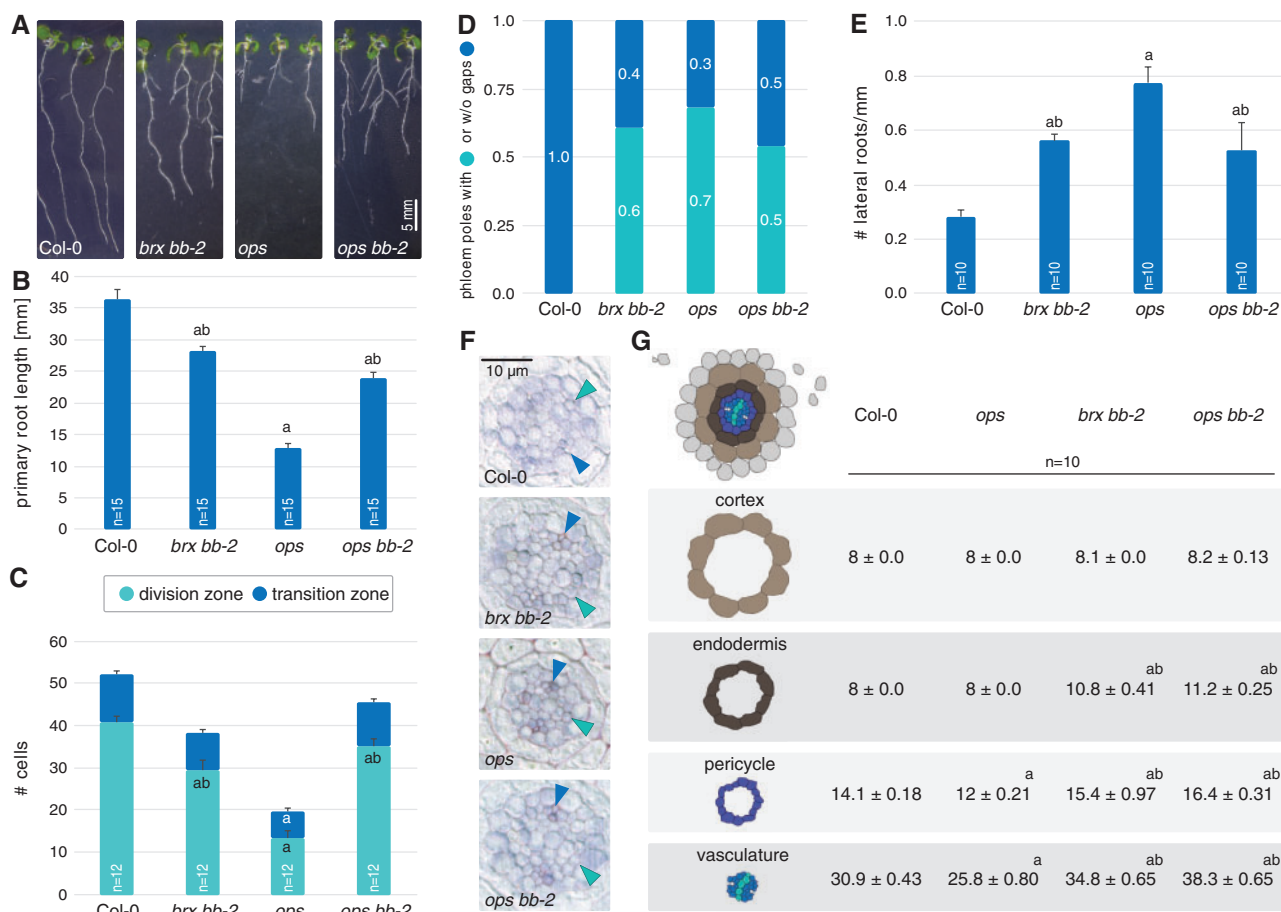 A
Col-0
brx bb-2
ops
ops bb-2
5 mm
B
primary root length [mm]
40
35
30
25
20
15
10
5
0
ab
a
ab
n=15
n=15
n=15
n=15
Col-0
brx bb-2
ops
ops bb-2
C
division zone
transition zone
# cells
60
50
40
30
20
10
0
ab
a
a
ab
n=12
n=12
n=12
n=12
Col-0
brx bb-2
ops
ops bb-2
D
phloem poles with or w/o gaps
1.0
0.75
0.5
0.25
0.0
1.0
0.4
0.6
0.3
0.7
0.5
0.5
Col-0
brx bb-2
ops
ops bb-2
E
# lateral roots/mm
1.0
0.8
0.6
0.4
0.2
0.0
ab
a
ab
n=10
n=10
n=10
n=10
Col-0
brx bb-2
ops
ops bb-2
F
10 µm
Col-0
brx bb-2
ops
ops bb-2
G
Col-0 ops brx bb-2 ops bb-2
n=10
cortex
8 ± 0.0 8 ± 0.0 8.1 ± 0.0 8.2 ± 0.13
endodermis
ab ab
8 ± 0.0 8 ± 0.0 10.8 ± 0.41 11.2 ± 0.25
pericycle
a ab ab
14.1 ± 0.18 12 ± 0.21 15.4 ± 0.97 16.4 ± 0.31
vasculature
a ab ab
30.9 ± 0.43 25.8 ± 0.80 34.8 ± 0.65 38.3 ± 0.65